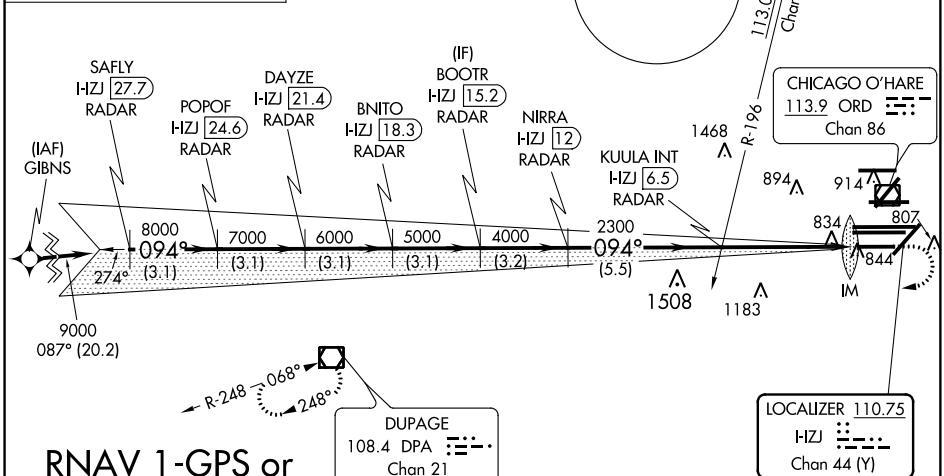 113.0
Chan
SAFLY
I-IZJ 27.7
RADAR
POPOF
I-IZJ 24.6
RADAR
DAYZE
I-IZJ 21.4
RADAR
BNITO
I-IZJ 18.3
RADAR
(IF)
BOOTR
I-IZJ 15.2
RADAR
NIRRA
I-IZJ 12
RADAR
KUULA INT
I-IZJ 6.5
RADAR
R-196
CHICAGO O'HARE
113.9 ORD
Chan 86
(IAF)
GIBNS
1468
894
914
834
807
844
8000
094°
(3.1)
7000
(3.1)
6000
(3.1)
5000
(3.1)
4000
(3.2)
2300
094°
(5.5)
274°
9000
087° (20.2)
1508
1183
IM
R-248
068°
248°
DUPAGE
108.4 DPA
Chan 21
LOCALIZER 110.75
I-IZJ
Chan 44 (Y)
RNAV 1-GPS or